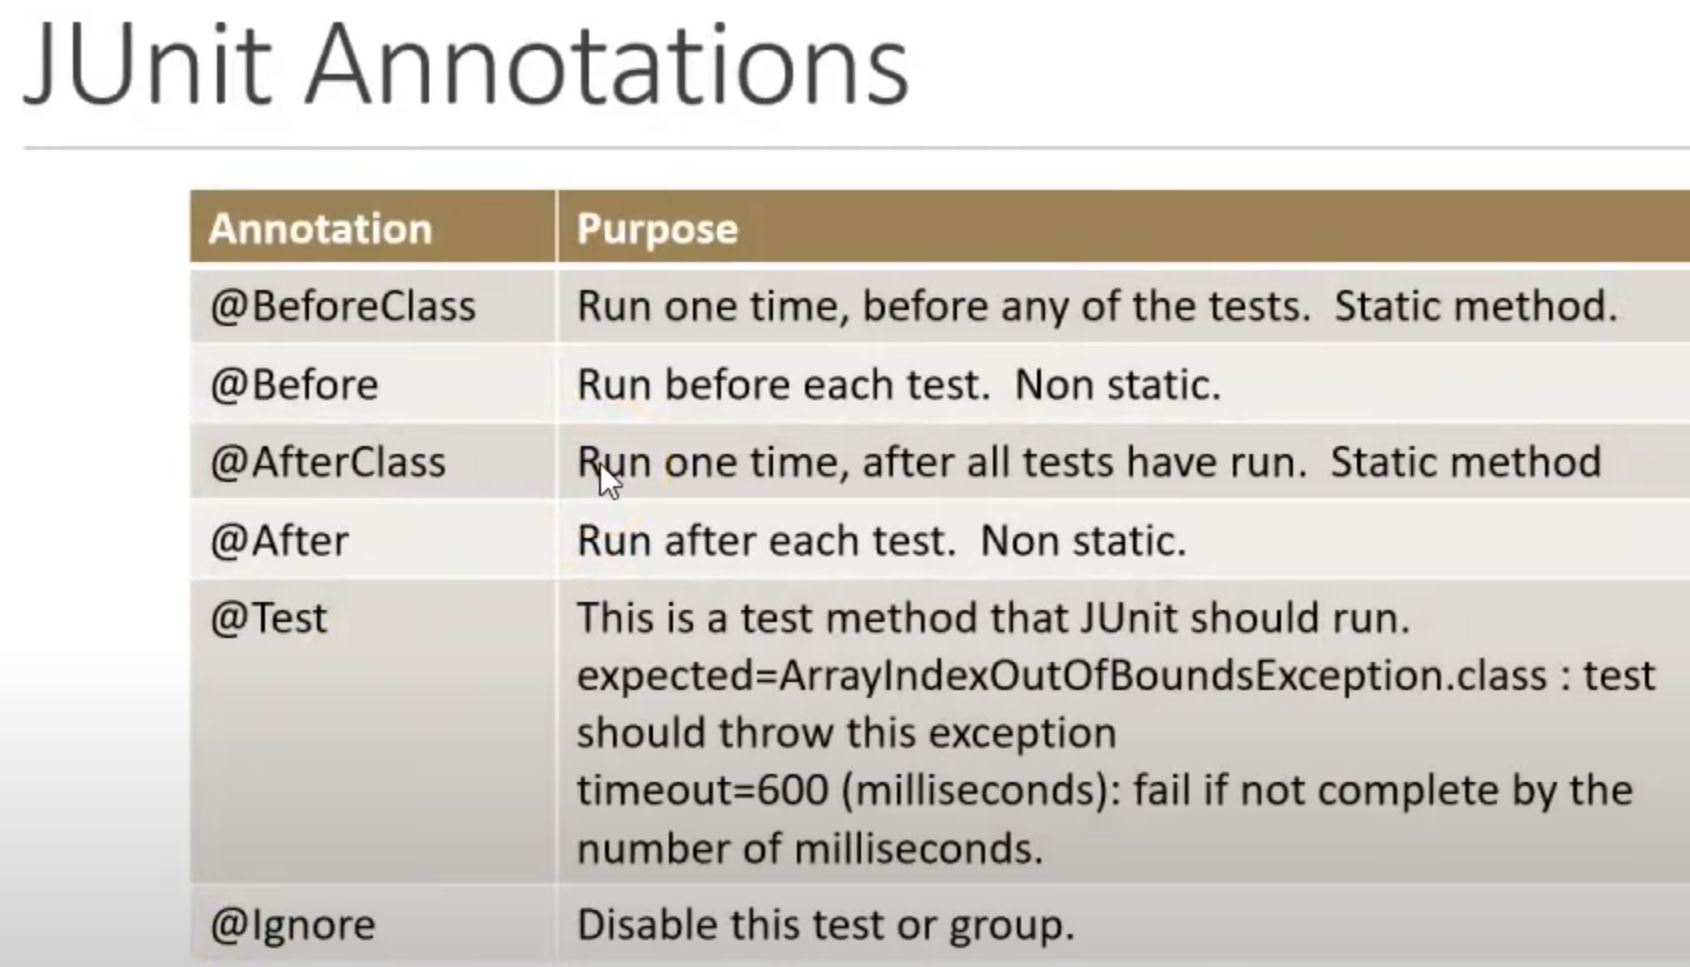 JUnit Annotations
Annotation Purpose
@BeforeClass Run one time, before any of the tests.  Static method.
@Before Run before each test.  Non static.
@AfterClass Run one time, after all tests have run.  Static method
@After Run after each test.  Non static.
@Test This is a test method that JUnit should run.
expected=ArrayIndexOutOfBoundsException.class : test
should throw this exception
timeout=600 (milliseconds): fail if not complete by the
number of milliseconds.
@Ignore Disable this test or group.